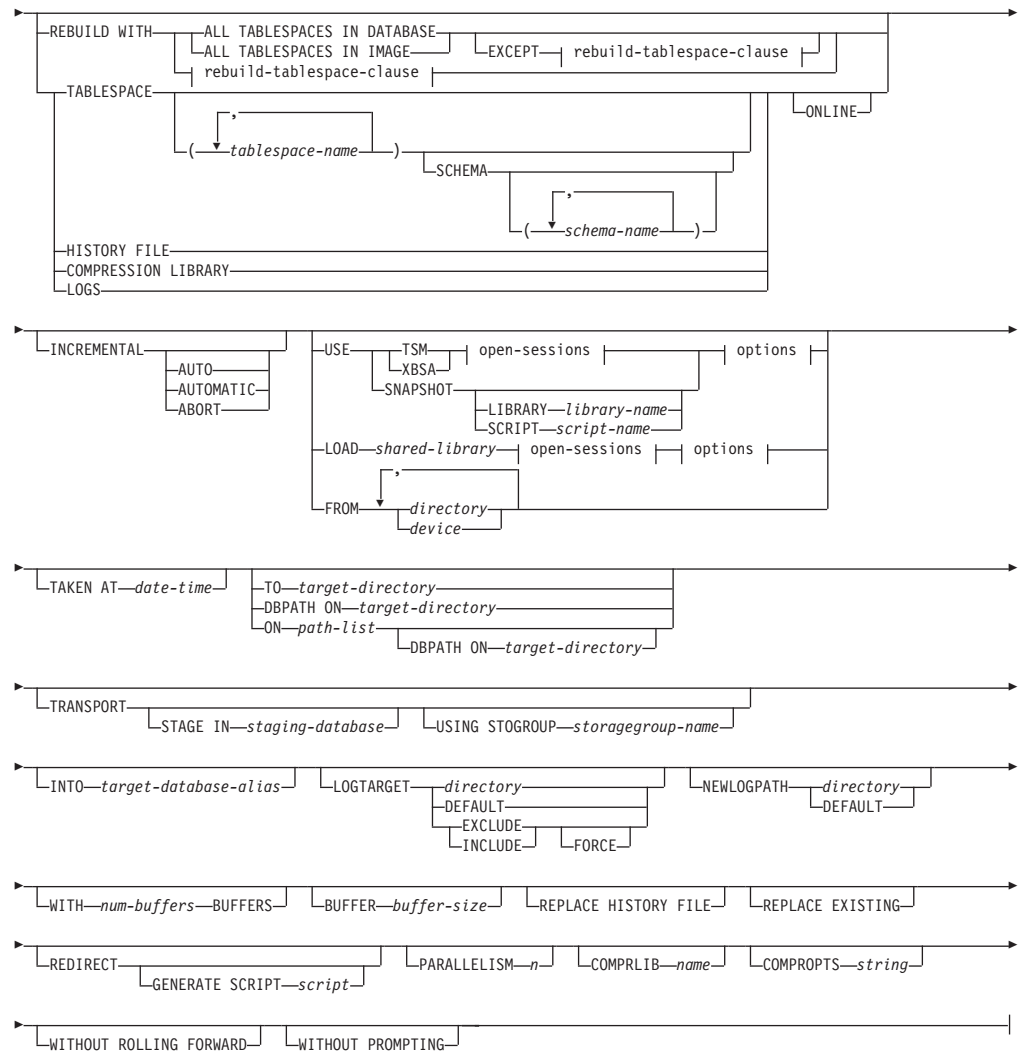 REBUILD WITH ALL TABLESPACES IN DATABASE
ALL TABLESPACES IN IMAGE EXCEPT rebuild-tablespace-clause
rebuild-tablespace-clause
TABLESPACE
, ONLINE
( tablespace-name )
SCHEMA
,
( schema-name )
HISTORY FILE
COMPRESSION LIBRARY
LOGS
INCREMENTAL USE TSM open-sessions options
AUTO XBSA
AUTOMATIC SNAPSHOT
ABORT LIBRARY library-name
SCRIPT script-name
LOAD shared-library open-sessions options
,
FROM directory
device
TAKEN AT date-time TO target-directory
DBPATH ON target-directory
ON path-list
DBPATH ON target-directory
TRANSPORT
STAGE IN staging-database USING STOGROUP storagegroup-name
INTO target-database-alias LOGTARGET directory NEWLOGPATH directory
DEFAULT DEFAULT
EXCLUDE
INCLUDE FORCE
WITH num-buffers BUFFERS BUFFER buffer-size REPLACE HISTORY FILE REPLACE EXISTING
REDIRECT PARALLELISM n COMPRLIB name COMPROPTS string
GENERATE SCRIPT script
WITHOUT ROLLING FORWARD WITHOUT PROMPTING